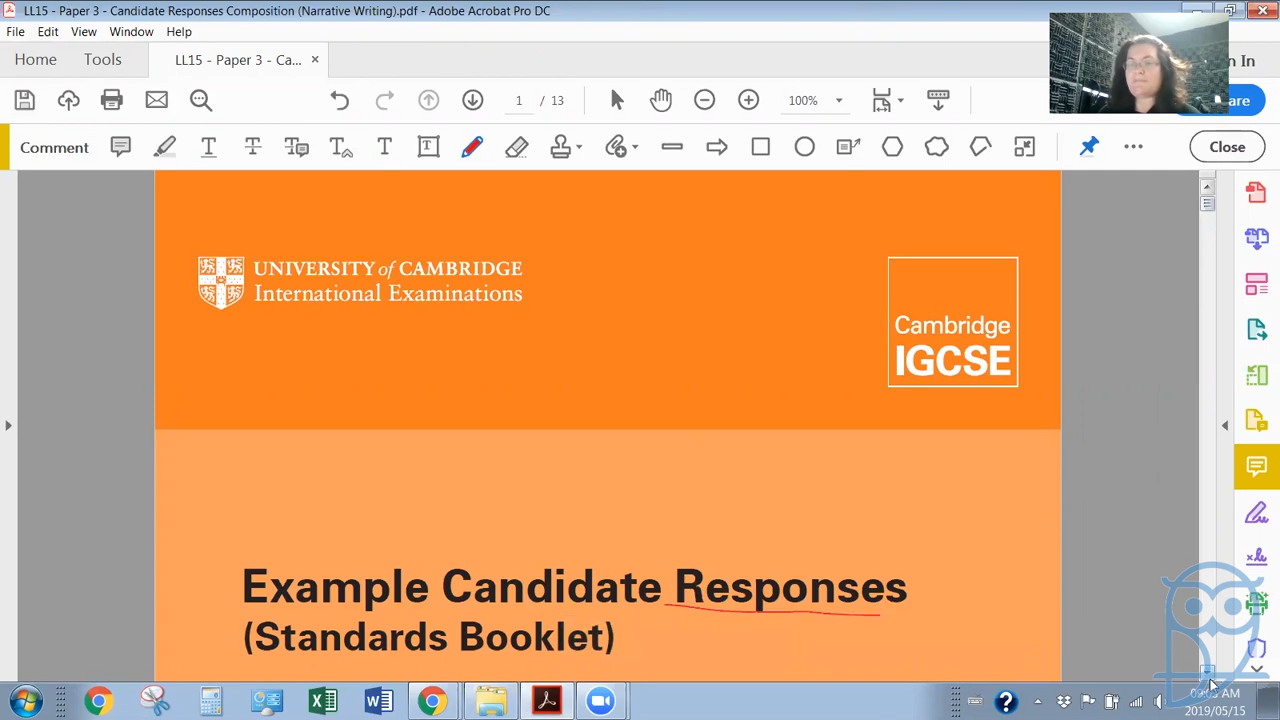 LL15 - Paper 3 - Candidate Responses Composition (Narrative Writing).pdf - Adobe Acrobat Pro DC
File Edit View Window Help
Home Tools LL15 - Paper 3 - Ca... × n In
1 / 13 100% are
Comment Close
UNIVERSITY of CAMBRIDGE
International Examinations
Cambridge
IGCSE
Example Candidate Responses
(Standards Booklet)
2019/05/15